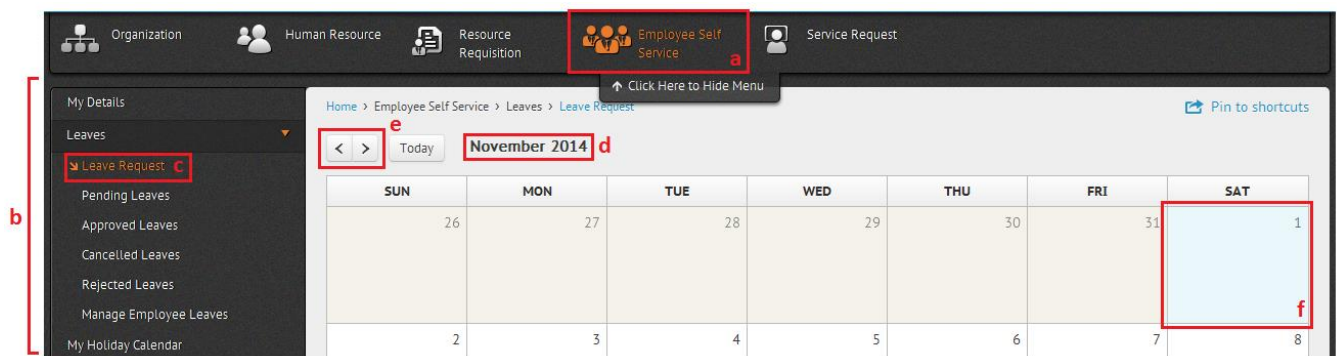 Organization
Human Resource
Resource
Requisition
Employee Self
Service
a
Service Request
Click Here to Hide Menu
b
My Details
Leaves
Leave Request c
Pending Leaves
Approved Leaves
Cancelled Leaves
Rejected Leaves
Manage Employee Leaves
My Holiday Calendar
Home > Employee Self Service > Leaves > Leave Request
Pin to shortcuts
e
< > Today November 2014 d
SUN MON TUE WED THU FRI SAT
26 27 28 29 30 31 1
f
2 3 4 5 6 7 8